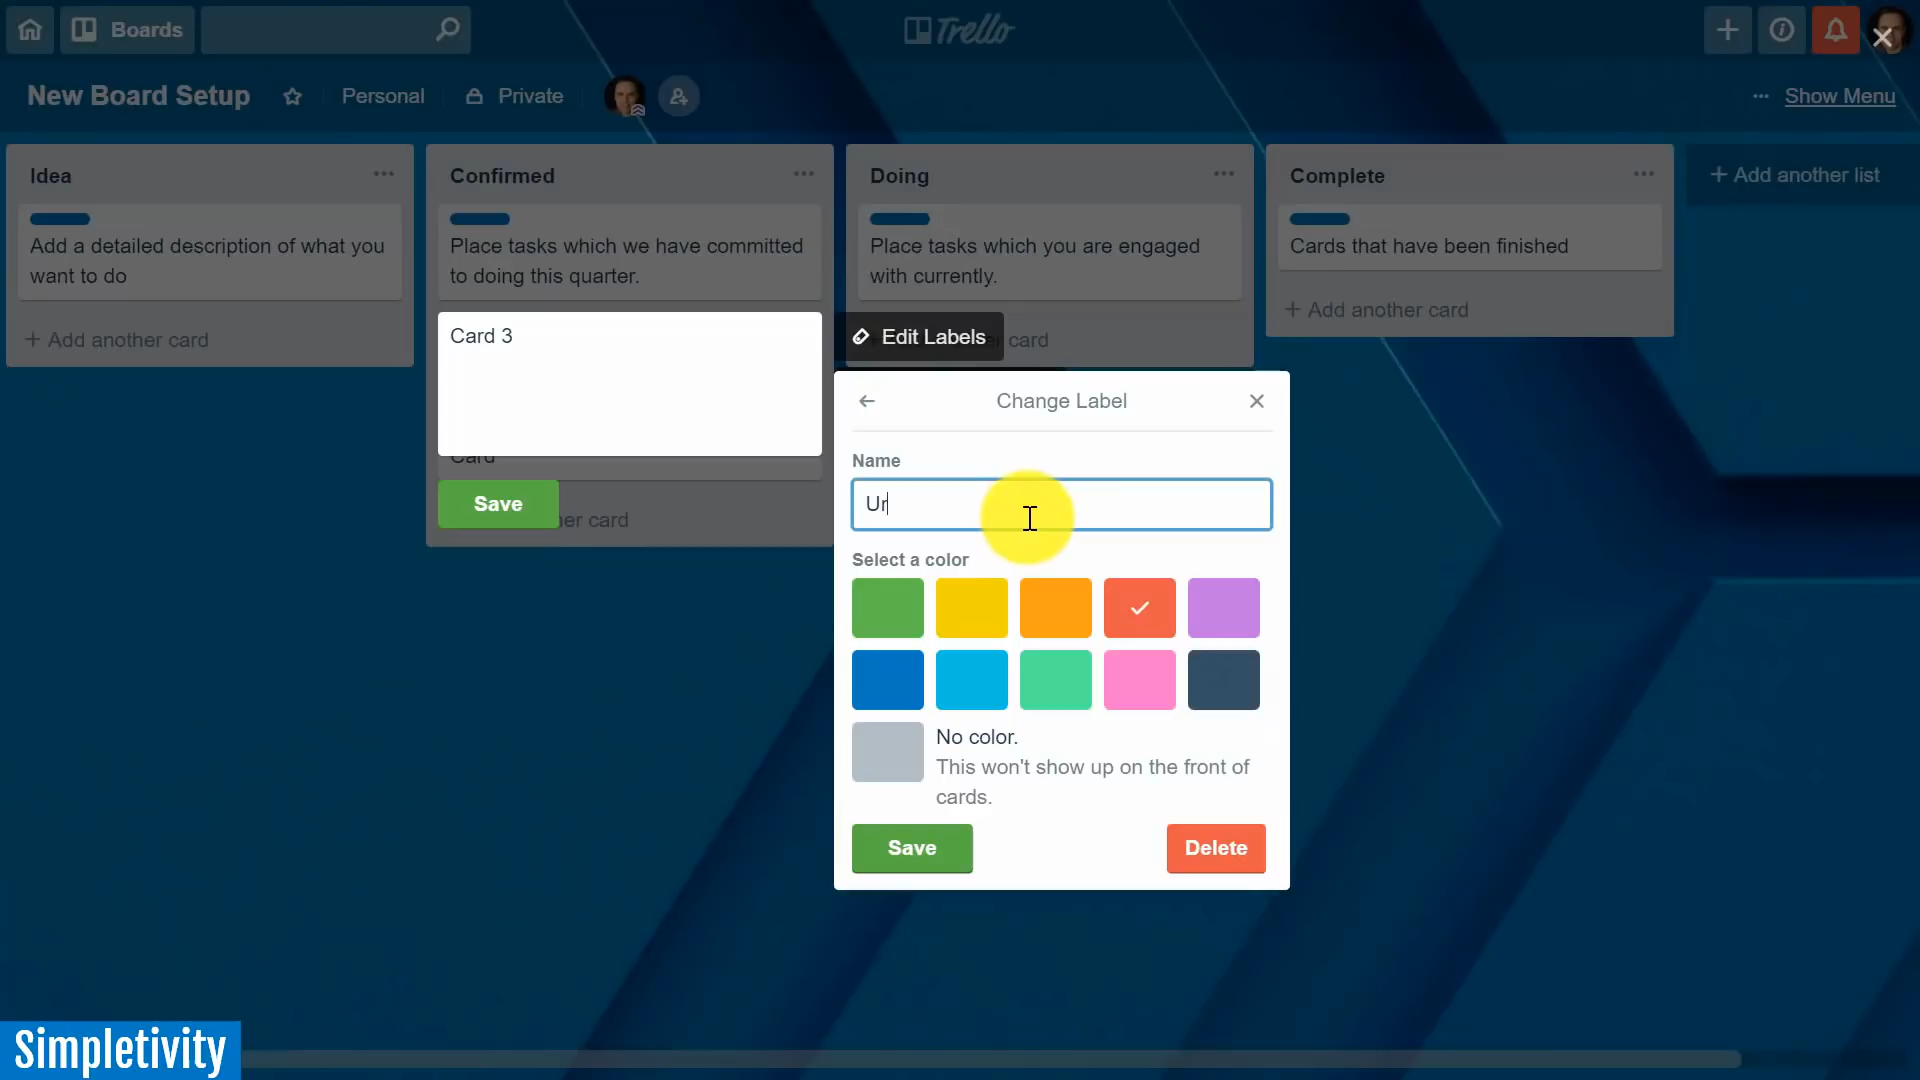 Boards
Trello
New Board Setup
Personal
Private
Show Menu
Idea
Confirmed
Doing
Complete
+ Add another list
Add a detailed description of what you
want to do
Place tasks which we have committed
to doing this quarter.
Place tasks which you are engaged
with currently.
Cards that have been finished
+ Add another card
+ Add another card
Card 3
Edit Labels
card
Card
Save
er card
Change Label
Name
Ur
Select a color
No color.
This won't show up on the front of
cards.
Save
Delete
Simpletivity